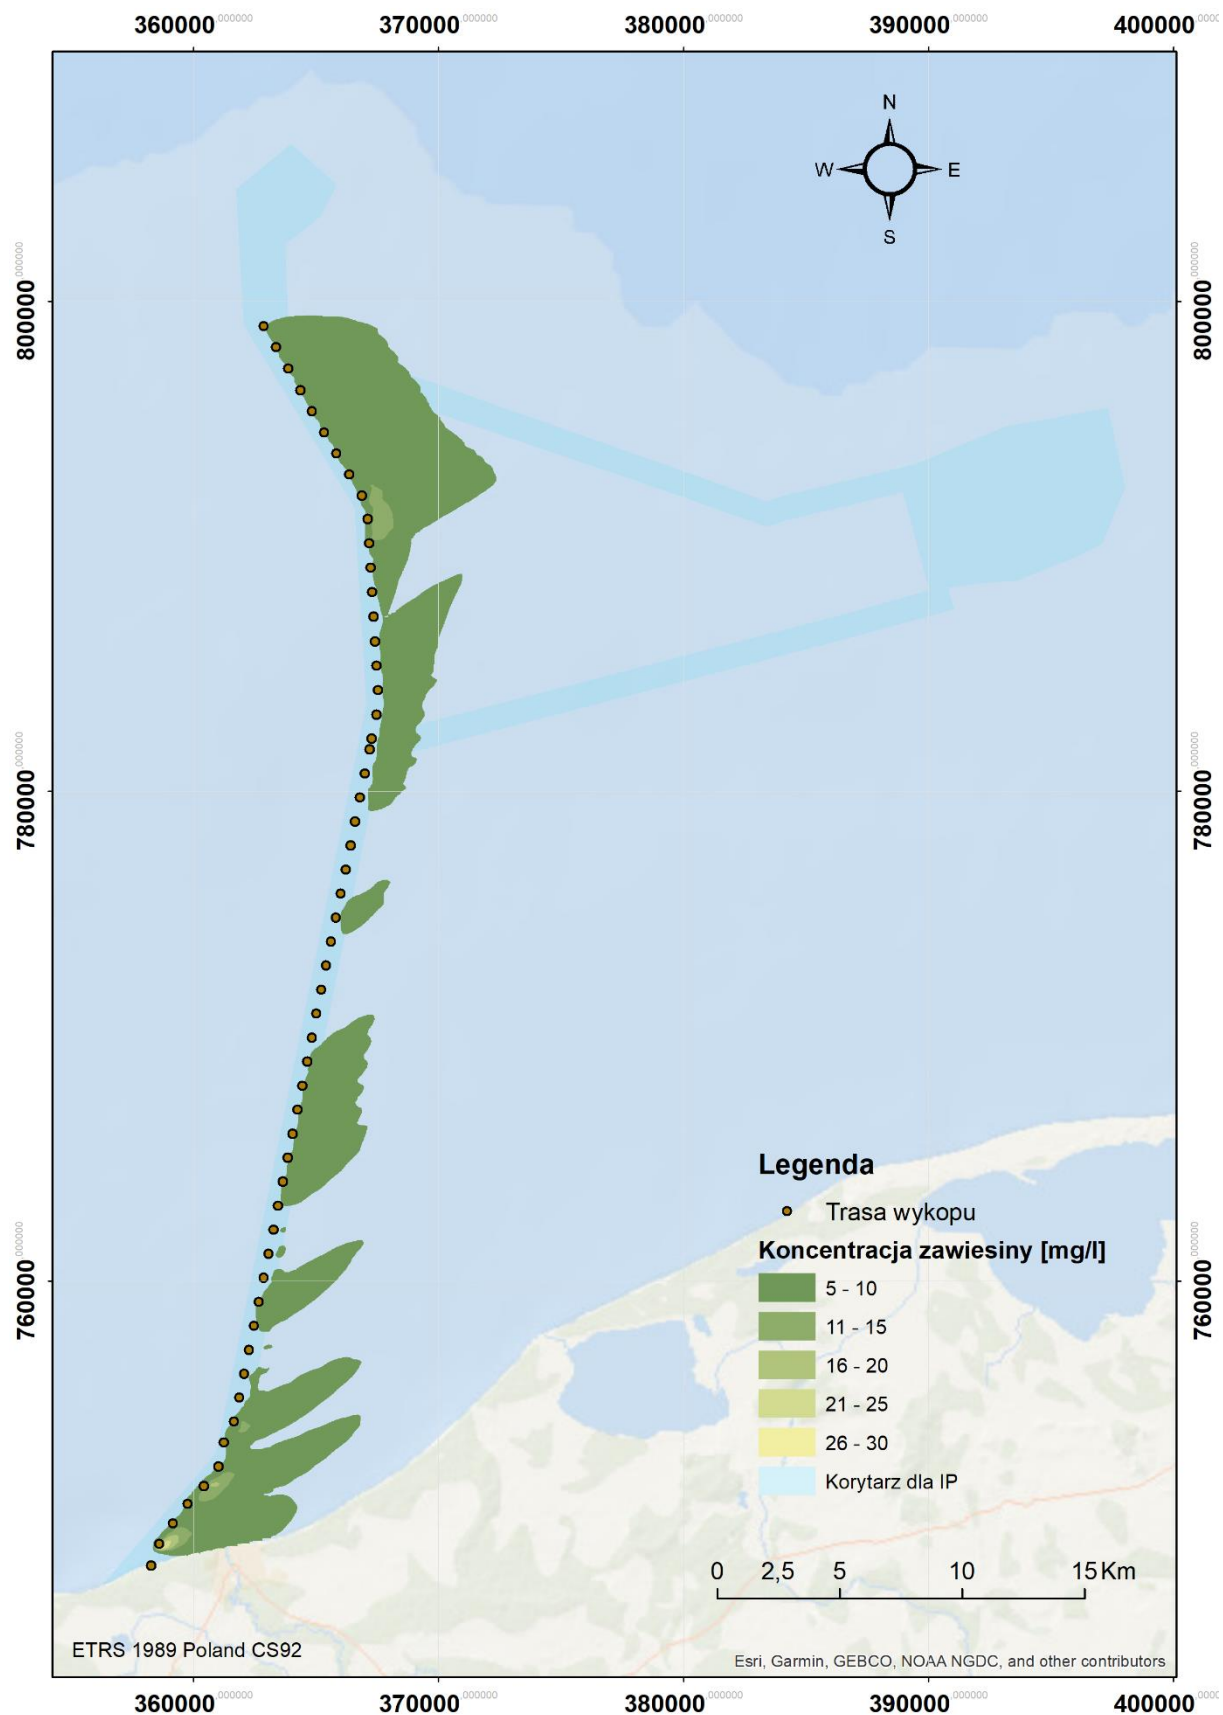 360000,000000 370000,000000 380000,000000 390000,000000 400000,000000
N
W E
S
800000,000000 800000,000000
780000,000000 780000,000000
Legenda
Trasa wykopu
Koncentracja zawiesiny [mg/l]
760000,000000 760000,000000
5 - 10
11 - 15
16 - 20
21 - 25
26 - 30
Korytarz dla IP
0 2,5 5 10 15 Km
ETRS 1989 Poland CS92
Esri, Garmin, GEBCO, NOAA NGDC, and other contributors
360000,000000 370000,000000 380000,000000 390000,000000 400000,000000